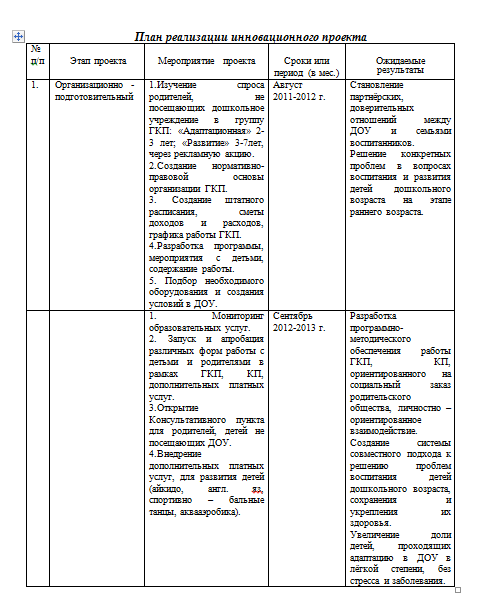 План реализации инновационного проекта
№ п/п
Этап проекта
Мероприятие проекта
Сроки или период (в мес.)
Ожидаемые результаты
1.
Организационно - подготовительный
1.Изучение спроса
родителей, не
посещающих дошкольное
учреждение в группу
ГКП: «Адаптационная» 2-
3 лет; «Развитие» 3-7лет,
через рекламную акцию.
2.Создание нормативно-
правовой основы
организации ГКП.
3. Создание штатного
расписания, сметы
доходов и расходов,
графика работы ГКП.
4.Разработка программы,
мероприятия с детьми,
содержание работы.
5. Подбор необходимого
оборудования и создания
условий в ДОУ.
Август
2011-2012 г.
Становление
партнёрских,
доверительных
отношений между
ДОУ и семьями
воспитанников.
Решение конкретных
проблем в вопросах
воспитания и развития
детей дошкольного
возраста на этапе
раннего возраста.
1. Мониторинг
образовательных услуг.
2. Запуск и апробация
различных форм работы с
детьми и родителями в
рамках ГКП, КП,
дополнительных платных
услуг.
3.Открытие
Консультативного пункта
для родителей, детей не
посещающих ДОУ.
4.Внедрение
дополнительных платных
услуг, для развития детей
(айкидо, англ. яз,
спортивно – бальные
танцы, аквааэробика).
Сентябрь
2012-2013 г.
Разработка
программно-
методического
обеспечения работы
ГКП, КП,
ориентированного на
социальный заказ
родительского
общества, личностно –
ориентированное
взаимодействие.
Создание системы
совместного подхода к
решению проблем
воспитания детей
дошкольного возраста,
сохранения и
укрепления их
здоровья.
Увеличение доли
детей, проходящих
адаптацию в ДОУ в
лёгкой степени, без
стресса и заболевания.